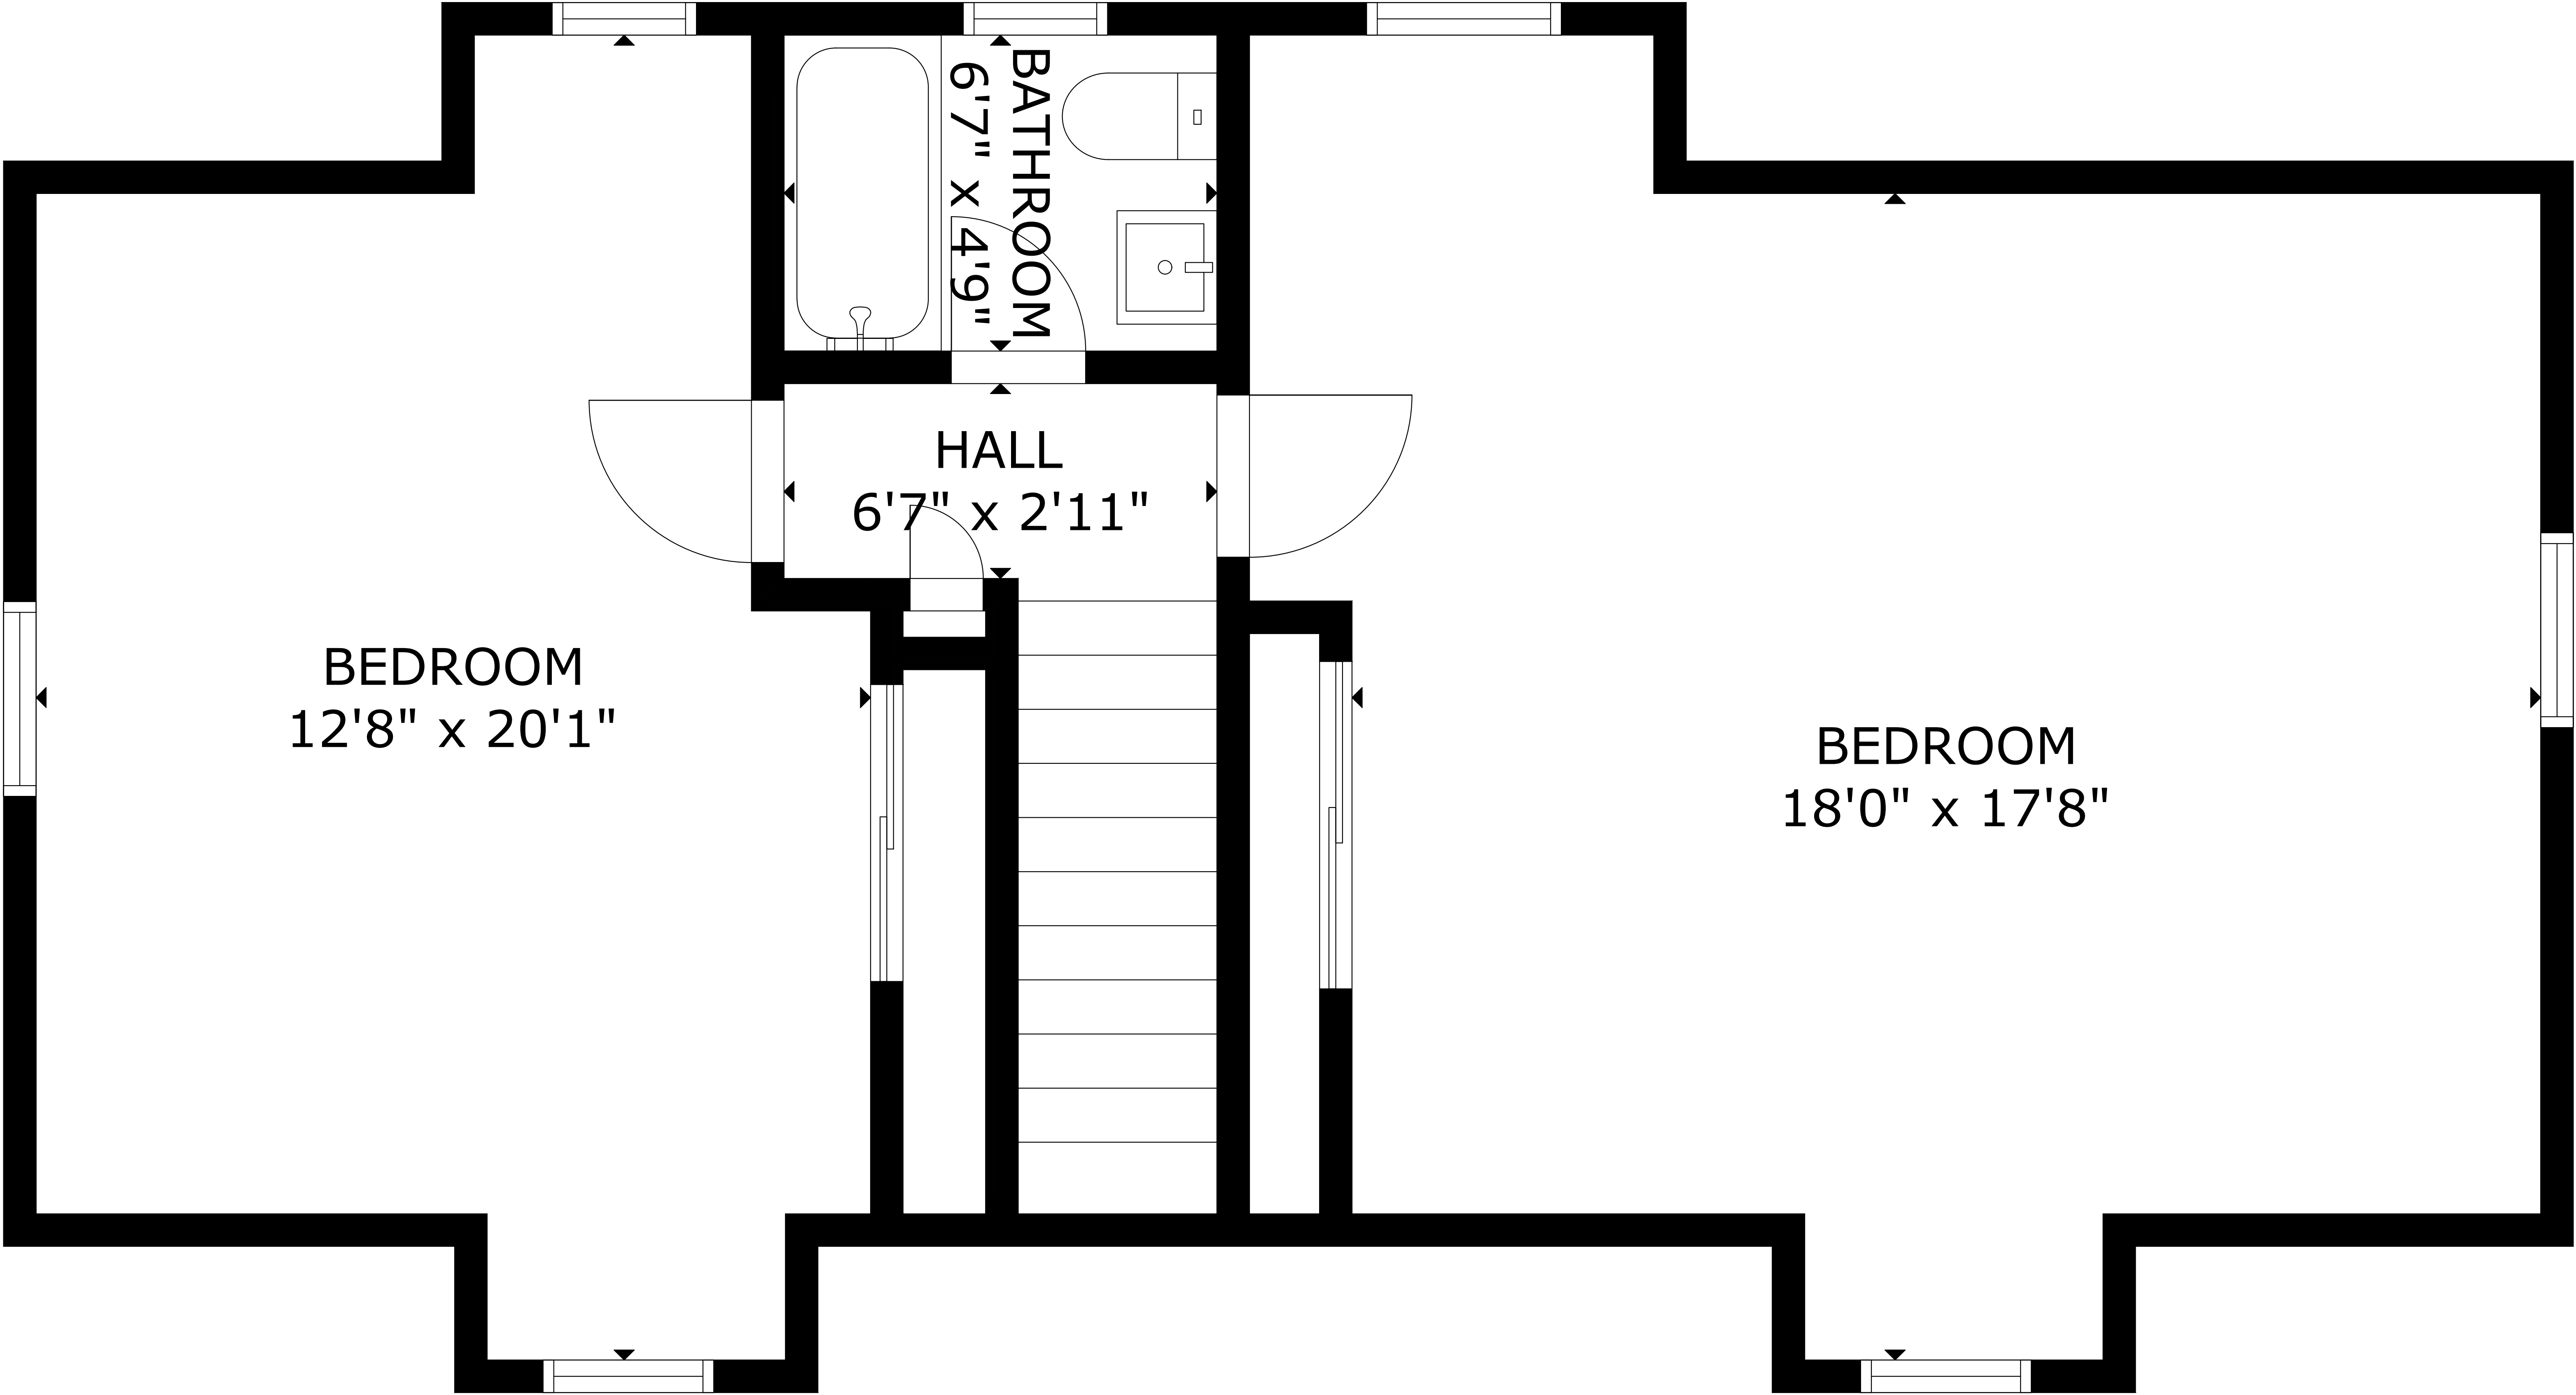 BATHROOM
6'7" x 4'9"
HALL
6'7" x 2'11"
BEDROOM
12'8" x 20'1"
BEDROOM
18'0" x 17'8"